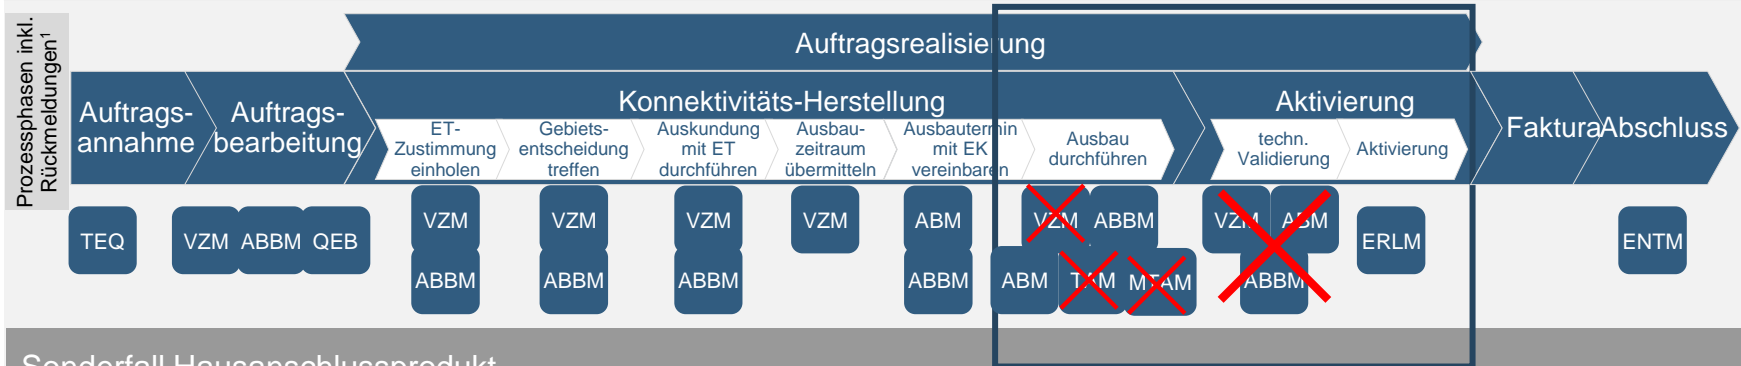 Prozessphasen inkl.
Rückmeldungen¹
Auftragsrealisierung
Auftrags-
annahme
Auftrags-
bearbeitung
Konnektivitäts-Herstellung
ET-
Zustimmung
einholen
Gebiets-
entscheidung
treffen
Auskundung
mit ET
durchführen
Ausbau-
zeitraum
übermitteln
Ausbautermin
mit EK
vereinbaren
Ausbau
durchführen
Aktivierung
techn.
Validierung
Aktivierung
Faktura
Abschluss
TEQ
VZM ABBM QEB
VZM
ABBM
VZM
ABBM
VZM
ABBM
VZM
ABM
ABBM
VZM ABBM
ABM TAM MTAM
VZM ABM
ABBM
ERLM
ENTM
Sonderfall Hausanschlussprodukt